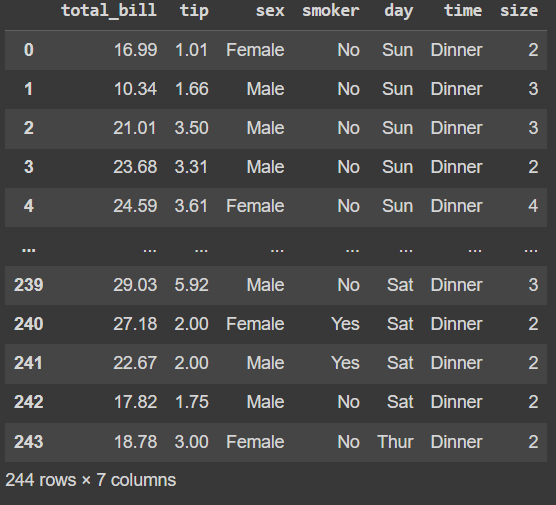 total_bill tip sex smoker day time size
0 16.99 1.01 Female No Sun Dinner 2
1 10.34 1.66 Male No Sun Dinner 3
2 21.01 3.50 Male No Sun Dinner 3
3 23.68 3.31 Male No Sun Dinner 2
4 24.59 3.61 Female No Sun Dinner 4
... ... ... ... ... ... ... ...
239 29.03 5.92 Male No Sat Dinner 3
240 27.18 2.00 Female Yes Sat Dinner 2
241 22.67 2.00 Male Yes Sat Dinner 2
242 17.82 1.75 Male No Sat Dinner 2
243 18.78 3.00 Female No Thur Dinner 2
244 rows × 7 columns